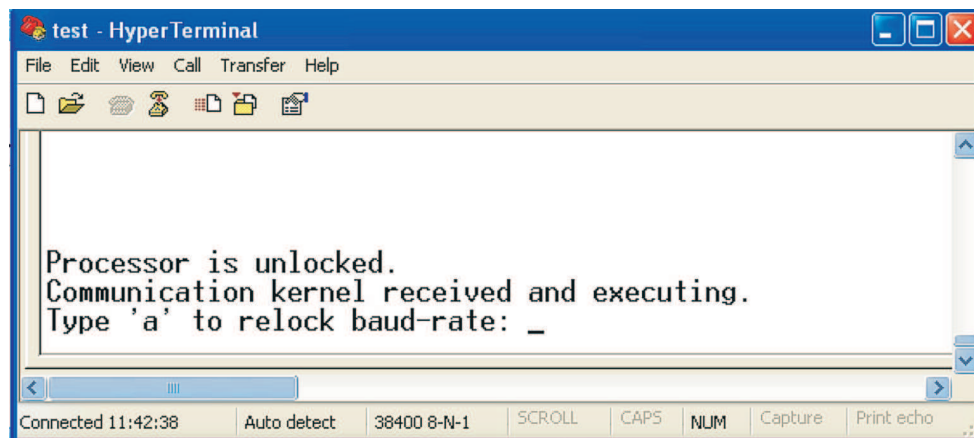 test - HyperTerminal
File Edit View Call Transfer Help
Processor is unlocked.
Communication kernel received and executing.
Type 'a' to relock baud-rate: _
Connected 11:42:38 Auto detect 38400 8-N-1 SCROLL CAPS NUM Capture Print echo